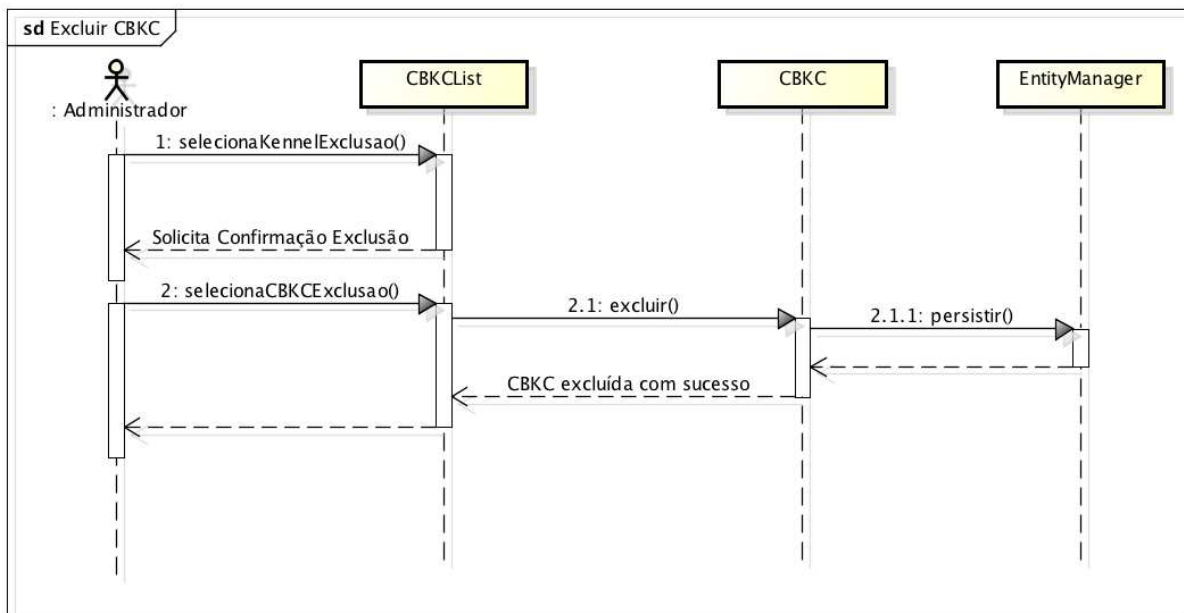 sd Excluir CBKC
: Administrador
CBKCList
CBKC
EntityManager
1: selecionaKennelExclusao()
Solicita Confirmação Exclusão
2: selecionaCBKCExclusao()
2.1: excluir()
2.1.1: persistir()
CBKC excluída com sucesso